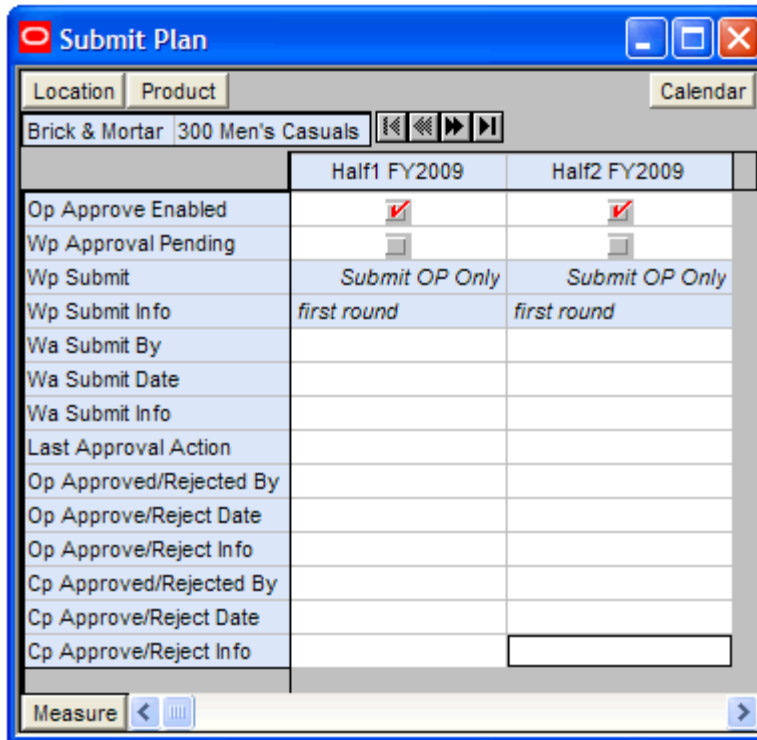 Submit Plan
Location Product Calendar
Brick & Mortar 300 Men's Casuals
Half1 FY2009 Half2 FY2009
Op Approve Enabled
Wp Approval Pending
Wp Submit Submit OP Only Submit OP Only
Wp Submit Info first round first round
Wa Submit By
Wa Submit Date
Wa Submit Info
Last Approval Action
Op Approved/Rejected By
Op Approve/Reject Date
Op Approve/Reject Info
Cp Approved/Rejected By
Cp Approve/Reject Date
Cp Approve/Reject Info
Measure